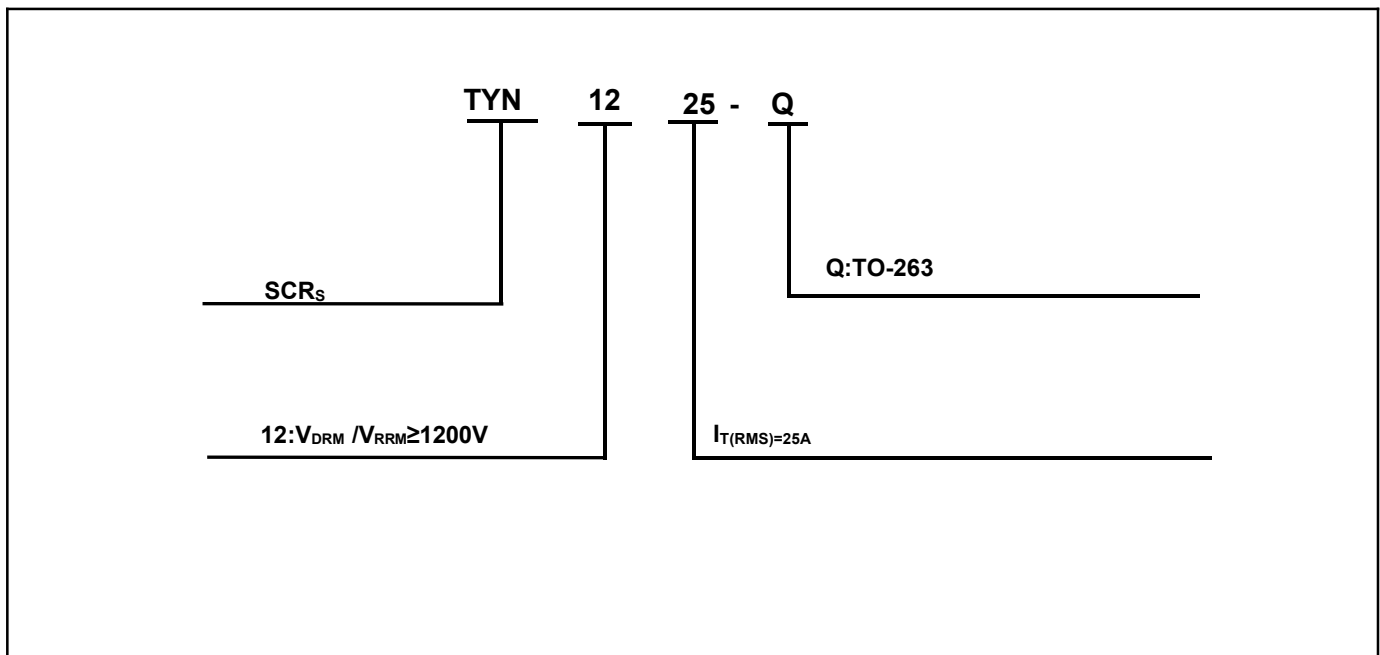 TYN 12 25 - Q
Q:TO-263
SCRS
12:VDRM /VRRM≥1200V
IT(RMS)=25A